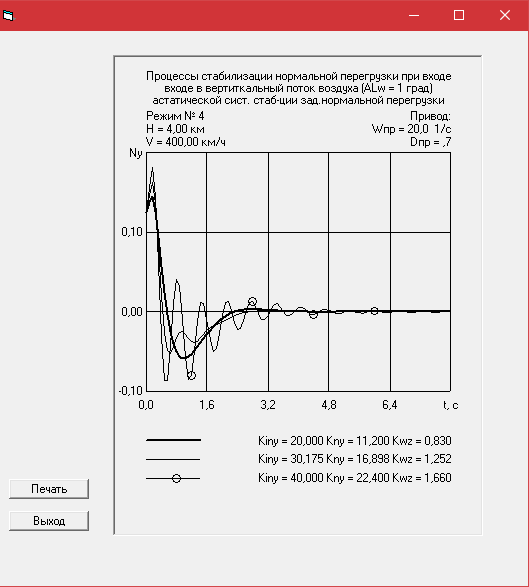 Процессы стабилизации нормальной перегрузки при входе
входе в вертиткальный поток воздуха (ALw = 1 град)
астатической сист. стаб-ции зад.нормальной перегрузки
Режим № 4
Привод:
H = 4,00 км
Wпр = 20,0 1/с
V = 400,00 км/ч
Dпр = ,7
Ny
0,10
0,00
-0,10
0,0 1,6 3,2 4,8 6,4 t, c
Kiny = 20,000 Kny = 11,200 Kwz = 0,830
Kiny = 30,175 Kny = 16,898 Kwz = 1,252
Kiny = 40,000 Kny = 22,400 Kwz = 1,660
Печать
Выход